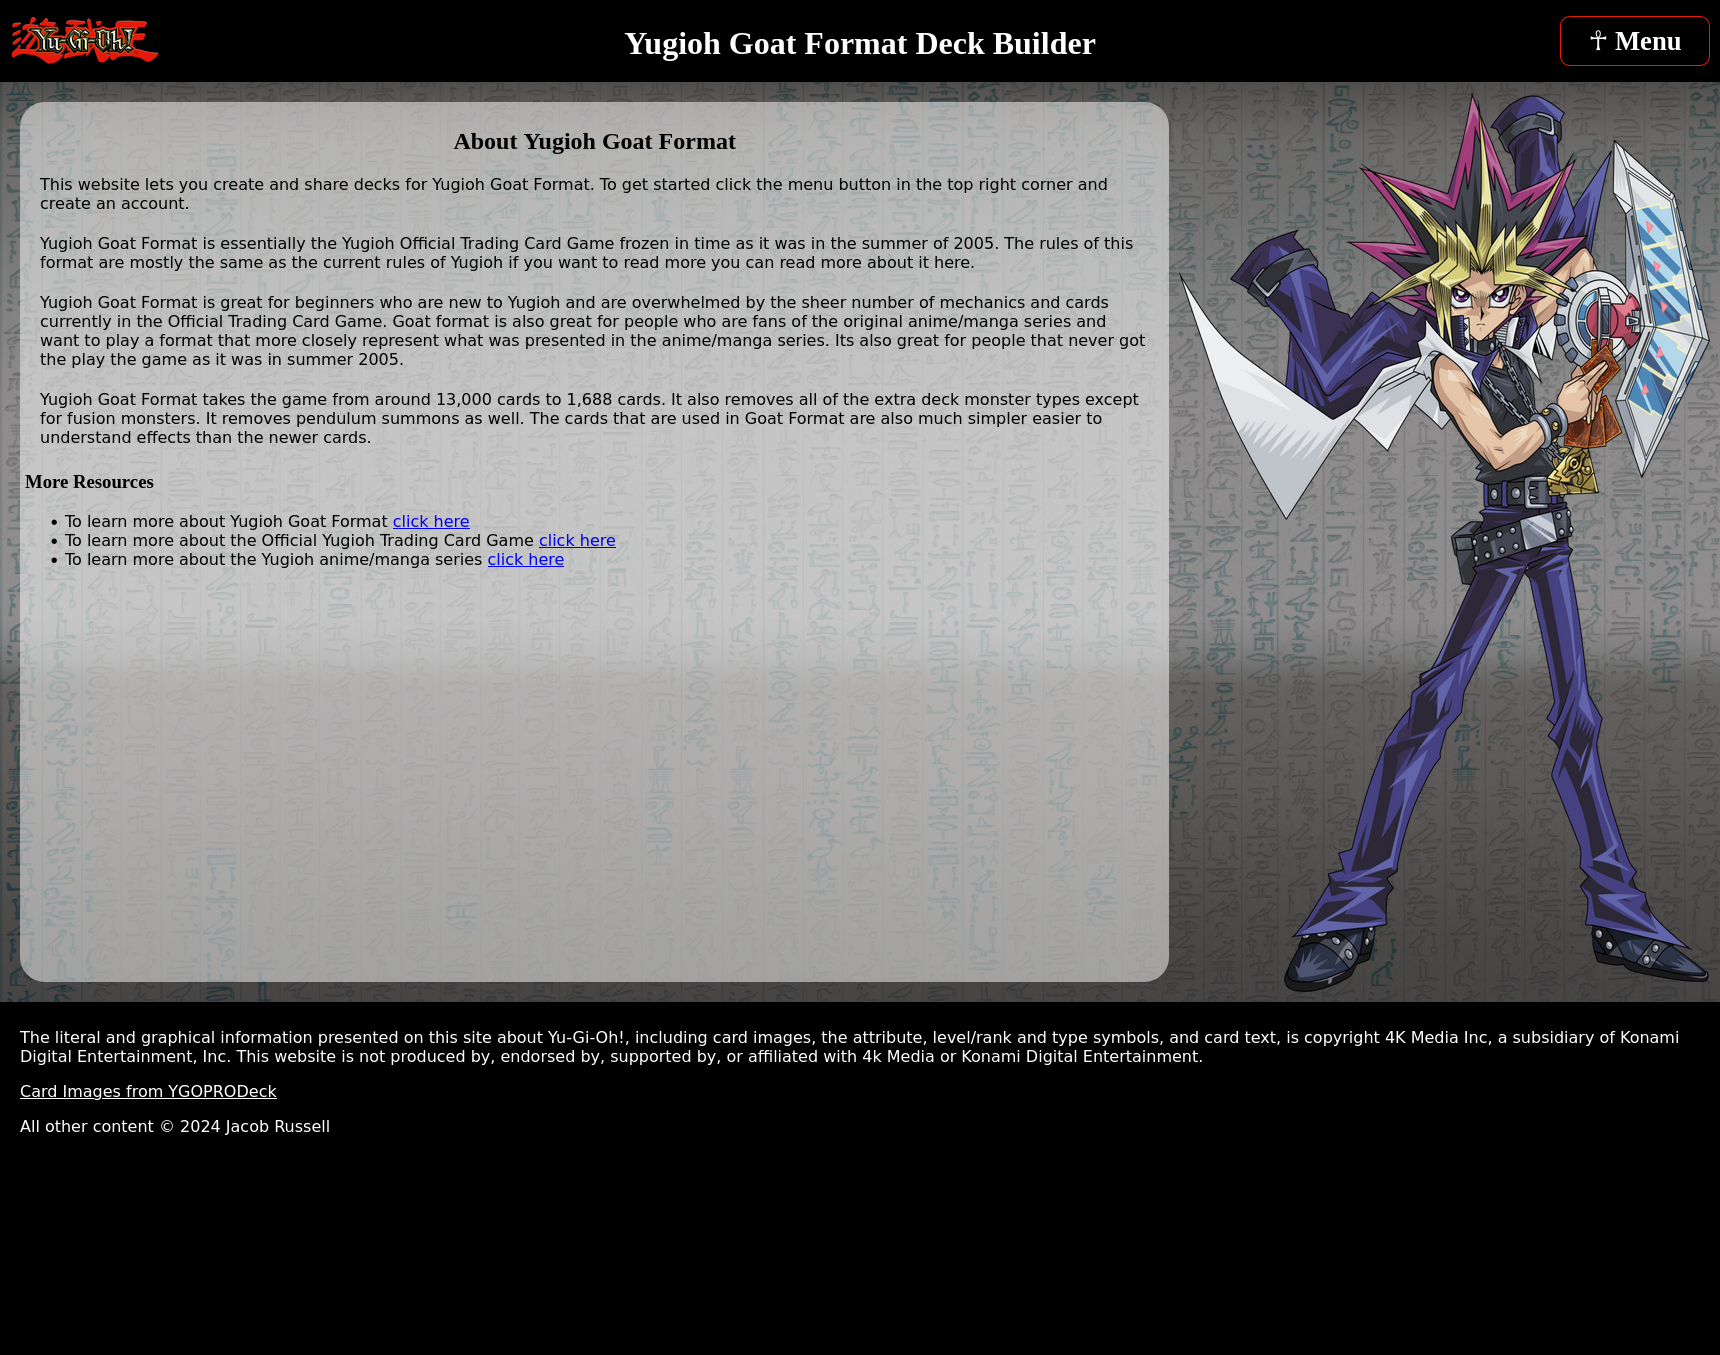 遊戯王
Yu-Gi-Oh!
Yugioh Goat Format Deck Builder
☥ Menu
About Yugioh Goat Format
This website lets you create and share decks for Yugioh Goat Format. To get started click the menu button in the top right corner and
create an account.
Yugioh Goat Format is essentially the Yugioh Official Trading Card Game frozen in time as it was in the summer of 2005. The rules of this
format are mostly the same as the current rules of Yugioh if you want to read more you can read more about it here.
Yugioh Goat Format is great for beginners who are new to Yugioh and are overwhelmed by the sheer number of mechanics and cards
currently in the Official Trading Card Game. Goat format is also great for people who are fans of the original anime/manga series and
want to play a format that more closely represent what was presented in the anime/manga series. Its also great for people that never got
the play the game as it was in summer 2005.
Yugioh Goat Format takes the game from around 13,000 cards to 1,688 cards. It also removes all of the extra deck monster types except
for fusion monsters. It removes pendulum summons as well. The cards that are used in Goat Format are also much simpler easier to
understand effects than the newer cards.
More Resources
• To learn more about Yugioh Goat Format click here
• To learn more about the Official Yugioh Trading Card Game click here
• To learn more about the Yugioh anime/manga series click here
The literal and graphical information presented on this site about Yu-Gi-Oh!, including card images, the attribute, level/rank and type symbols, and card text, is copyright 4K Media Inc, a subsidiary of Konami
Digital Entertainment, Inc. This website is not produced by, endorsed by, supported by, or affiliated with 4k Media or Konami Digital Entertainment.
Card Images from YGOPRODeck
All other content © 2024 Jacob Russell